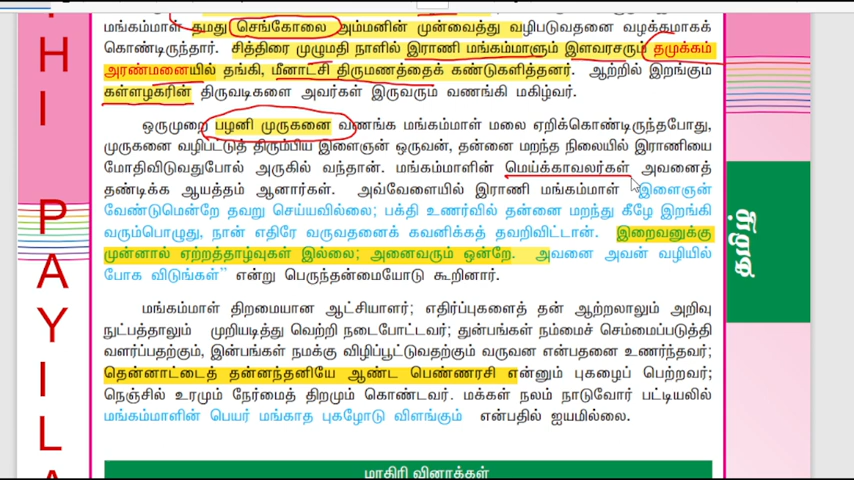 மங்கம்மாள் தமது செங்கோலை அம்மனின் முன்வைத்து வழிபடுவதனை வழக்கமாகக்
கொண்டிருந்தார். சித்திரை முழுமதி நாளில் இராணி மங்கம்மாளும் இளவரசரும் தமுக்கம்
அரண்மனையில் தங்கி, மீனாட்சி திருமணத்தைக் கண்டுகளித்தனர். ஆற்றில் இறங்கும்
கள்ளழகரின் திருவடிகளை அவர்கள் இருவரும் வணங்கி மகிழ்வர்.
ஒருமுறை பழனி முருகனை வணங்க மங்கம்மாள் மலை ஏறிக்கொண்டிருந்தபோது,
முருகனை வழிபட்டுத் திரும்பிய இளைஞன் ஒருவன், தன்னை மறந்த நிலையில் இராணியை
மோதிவிடுவதுபோல் அருகில் வந்தான். மங்கம்மாளின் மெய்க்காவலர்கள் அவனைத்
தண்டிக்க ஆயத்தம் ஆனார்கள். அவ்வேளையில் இராணி மங்கம்மாள் “இளைஞன்
வேண்டுமென்றே தவறு செய்யவில்லை; பக்தி உணர்வில் தன்னை மறந்து கீழே இறங்கி
வரும்பொழுது, நான் எதிரே வருவதனைக் கவனிக்கத் தவறிவிட்டான். இறைவனுக்கு
முன்னால் ஏற்றத்தாழ்வுகள் இல்லை; அனைவரும் ஒன்றே. அவனை அவன் வழியில்
போக விடுங்கள்” என்று பெருந்தன்மையோடு கூறினார்.
மங்கம்மாள் திறமையான ஆட்சியாளர்; எதிர்ப்புகளைத் தன் ஆற்றலாலும் அறிவு
நுட்பத்தாலும் முறியடித்து வெற்றி நடைபோட்டவர்; துன்பங்கள் நம்மைச் செம்மைப்படுத்தி
வளர்ப்பதற்கும், இன்பங்கள் நமக்கு விழிப்பூட்டுவதற்கும் வருவன என்பதனை உணர்ந்தவர்;
தென்னாட்டைத் தன்னந்தனியே ஆண்ட பெண்ணரசி என்னும் புகழைப் பெற்றவர்;
நெஞ்சில் உரமும் நேர்மைத் திறமும் கொண்டவர். மக்கள் நலம் நாடுவோர் பட்டியலில்
மங்கம்மாளின் பெயர் மங்காத புகழோடு விளங்கும் என்பதில் ஐயமில்லை.
மாதிரி வினாக்கள்
THI PAYILA